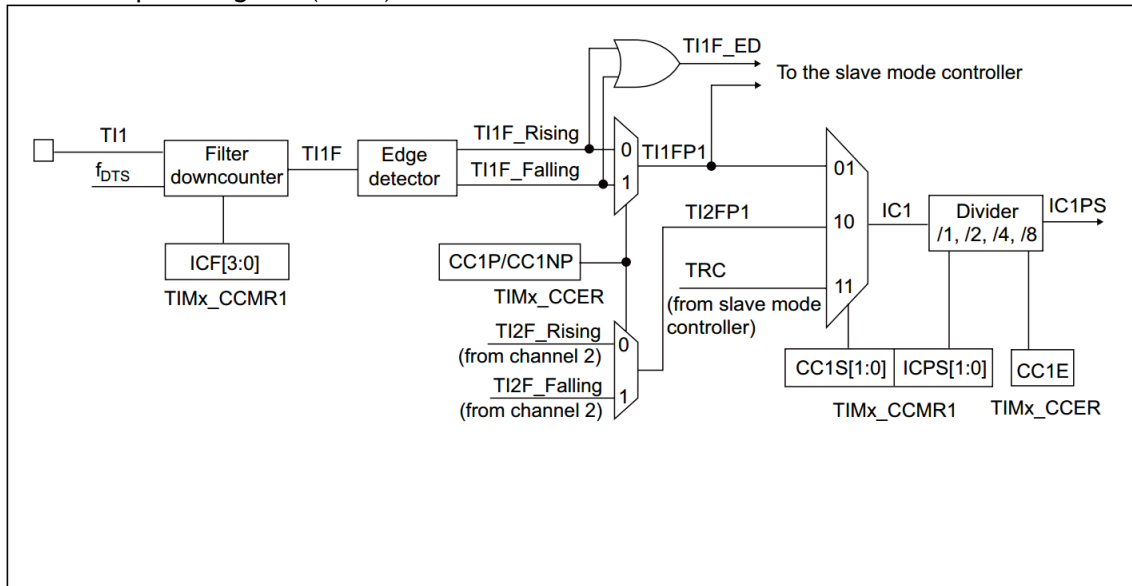 TI1F_ED
To the slave mode controller
TI1
TI1F_Rising
0
TI1FP1
f DTS
Filter
downcounter
TI1F
Edge
detector
TI1F_Falling
1
01
TI2FP1
10
IC1
Divider
/1, /2, /4, /8
IC1PS
ICF[3:0]
TIMx_CCMR1
CC1P/CC1NP
TIMx_CCER
TRC
(from slave mode
controller)
11
TI2F_Rising
(from channel 2)
0
TI2F_Falling
(from channel 2)
1
CC1S[1:0]
ICPS[1:0]
CC1E
TIMx_CCMR1
TIMx_CCER